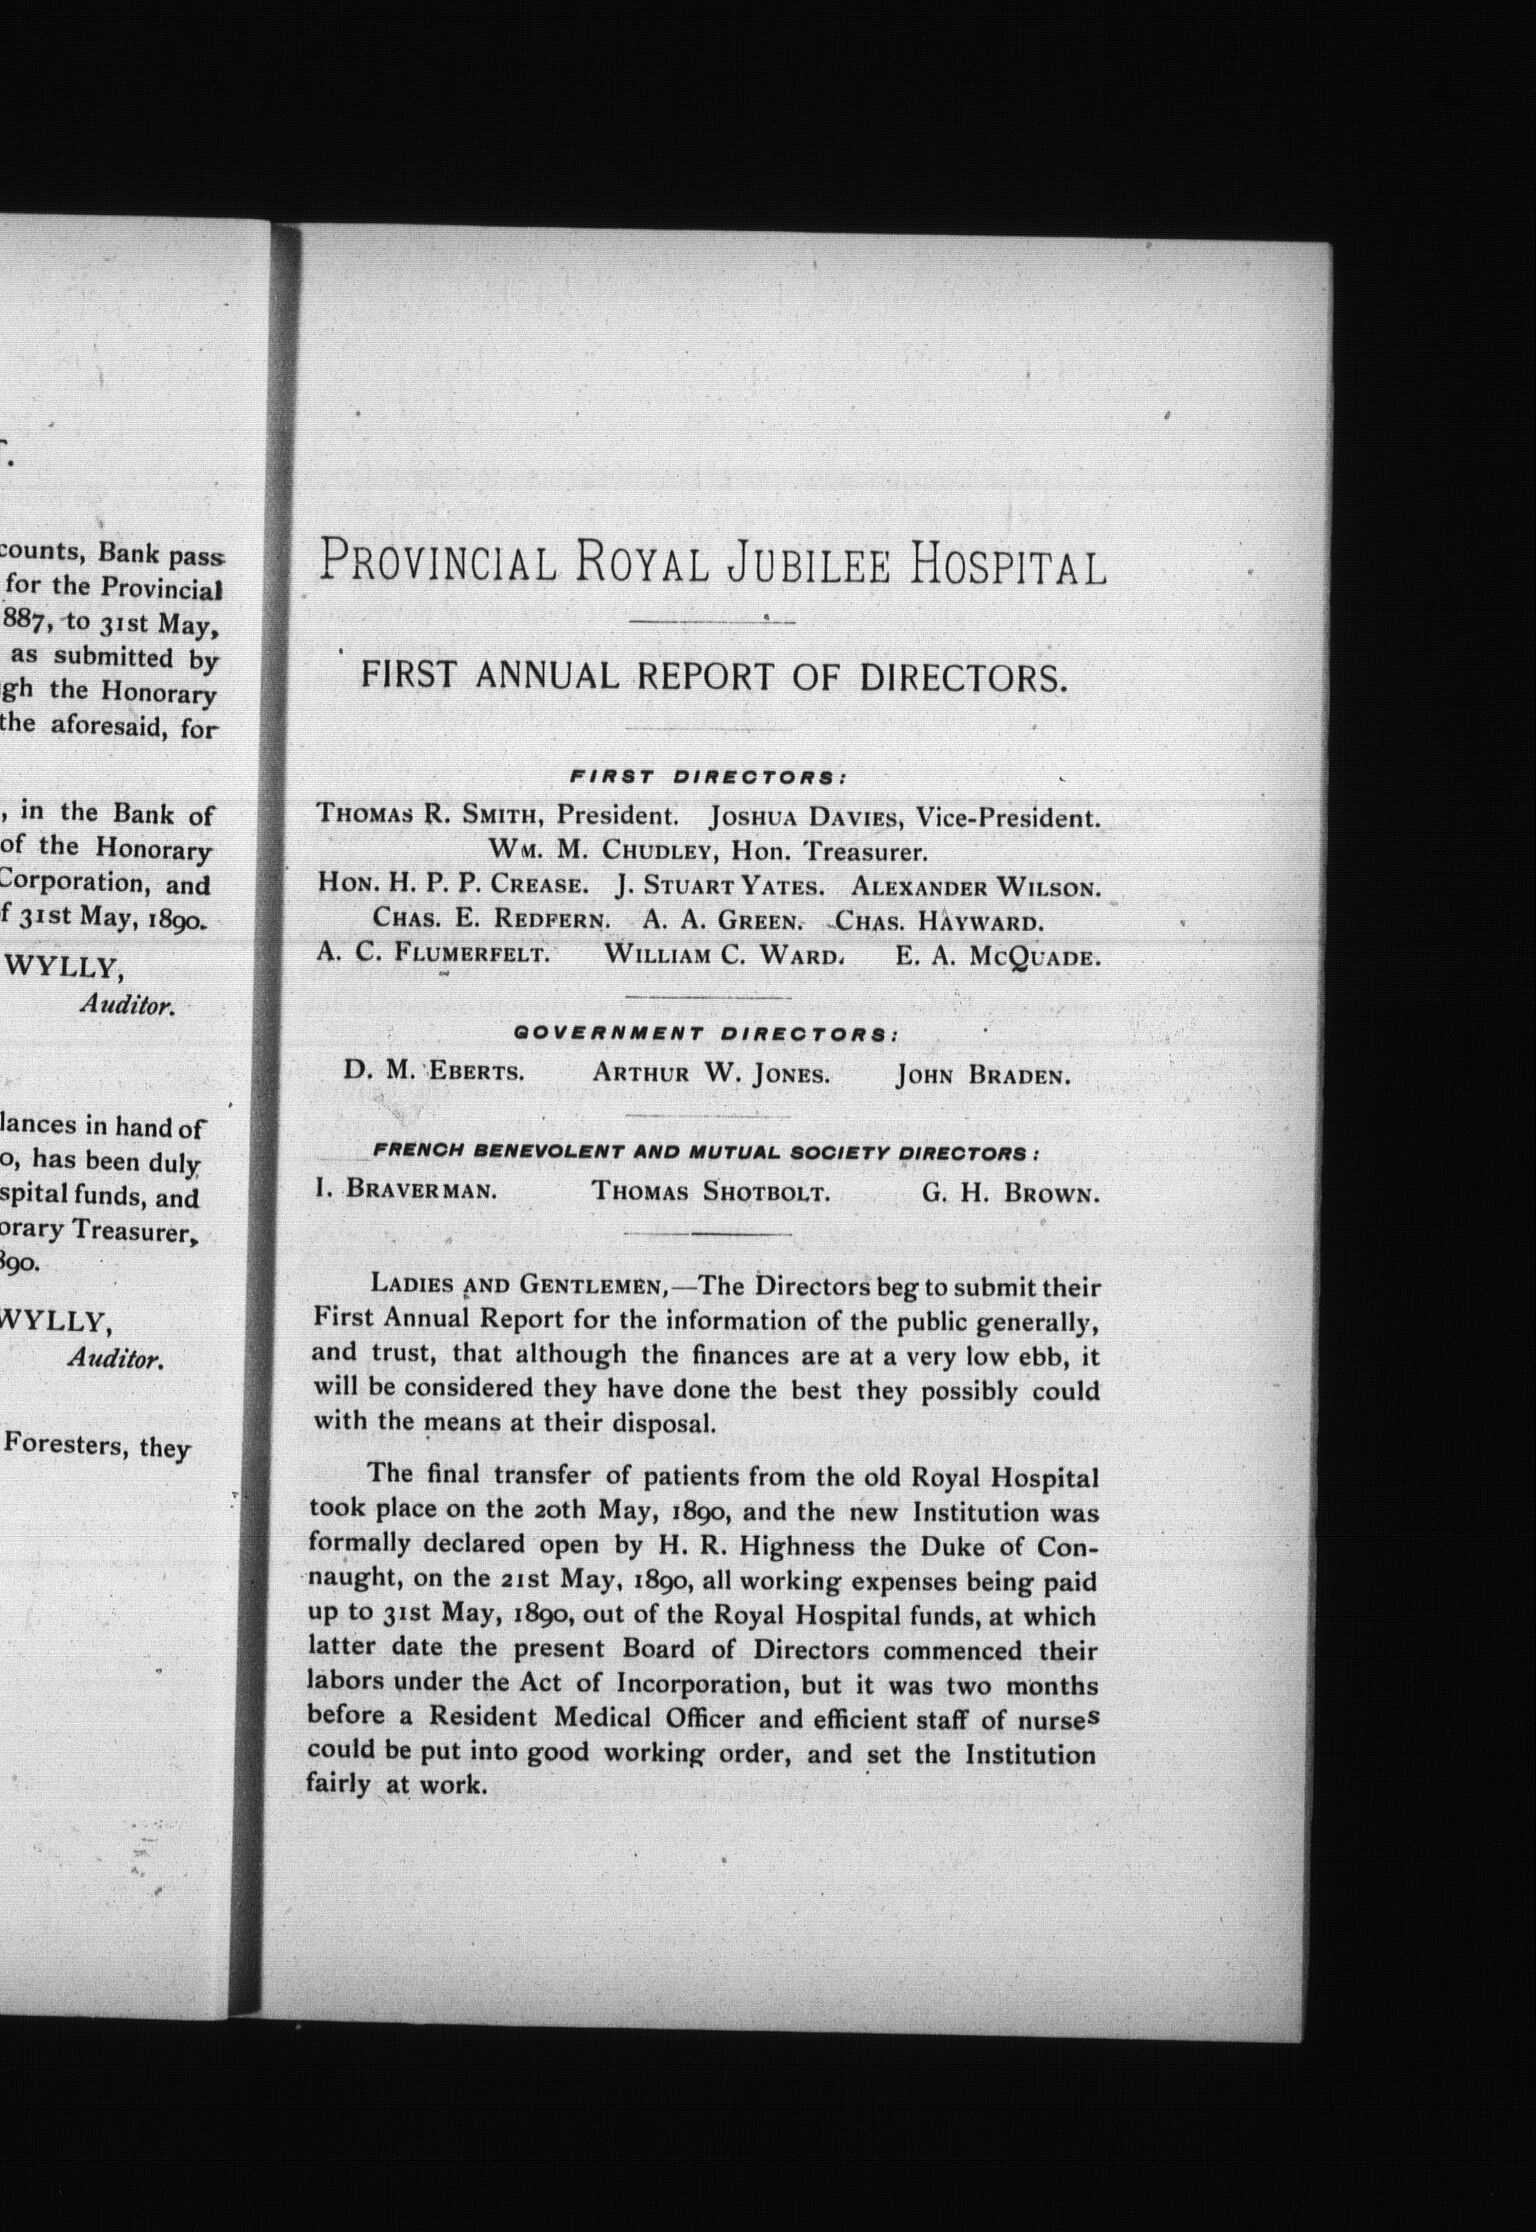 T.
counts, Bank pass
for the Provincial
887, to 31st May,
as submitted by
gh the Honorary
the aforesaid, for
, in the Bank of
of the Honorary
Corporation, and
f 31st May, 1890.
WYLLY,
Auditor.
lances in hand of
0, has been duly
spital funds, and
orary Treasurer,
890.
WYLLY,
Auditor.
Foresters, they
PROVINCIAL ROYAL JUBILEE HOSPITAL
FIRST ANNUAL REPORT OF DIRECTORS.
FIRST DIRECTORS:
THOMAS R. SMITH, President. JOSHUA DAVIES, Vice-President.
WM. M. CHUDLEY, Hon. Treasurer.
HON. H. P. P. CREASE. J. STUART YATES. ALEXANDER WILSON.
CHAS. E. REDFERN. A. A. GREEN. CHAS. HAYWARD.
A. C. FLUMERFELT. WILLIAM C. WARD. E. A. MCQUADE.
GOVERNMENT DIRECTORS:
D. M. EBERTS. ARTHUR W. JONES. JOHN BRADEN.
FRENCH BENEVOLENT AND MUTUAL SOCIETY DIRECTORS:
I. BRAVERMAN. THOMAS SHOTBOLT. G. H. BROWN.
LADIES AND GENTLEMEN,—The Directors beg to submit their
First Annual Report for the information of the public generally,
and trust, that although the finances are at a very low ebb, it
will be considered they have done the best they possibly could
with the means at their disposal.
The final transfer of patients from the old Royal Hospital
took place on the 20th May, 1890, and the new Institution was
formally declared open by H. R. Highness the Duke of Con-
naught, on the 21st May, 1890, all working expenses being paid
up to 31st May, 1890, out of the Royal Hospital funds, at which
latter date the present Board of Directors commenced their
labors under the Act of Incorporation, but it was two months
before a Resident Medical Officer and efficient staff of nurses
could be put into good working order, and set the Institution
fairly at work.